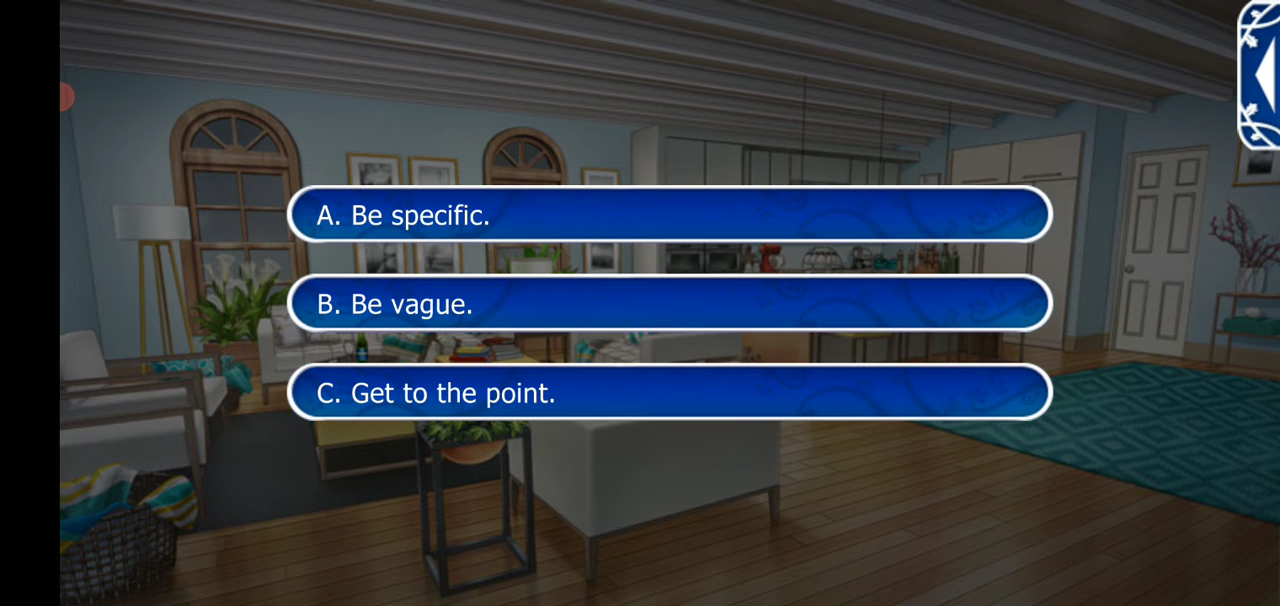 A. Be specific.
B. Be vague.
C. Get to the point.